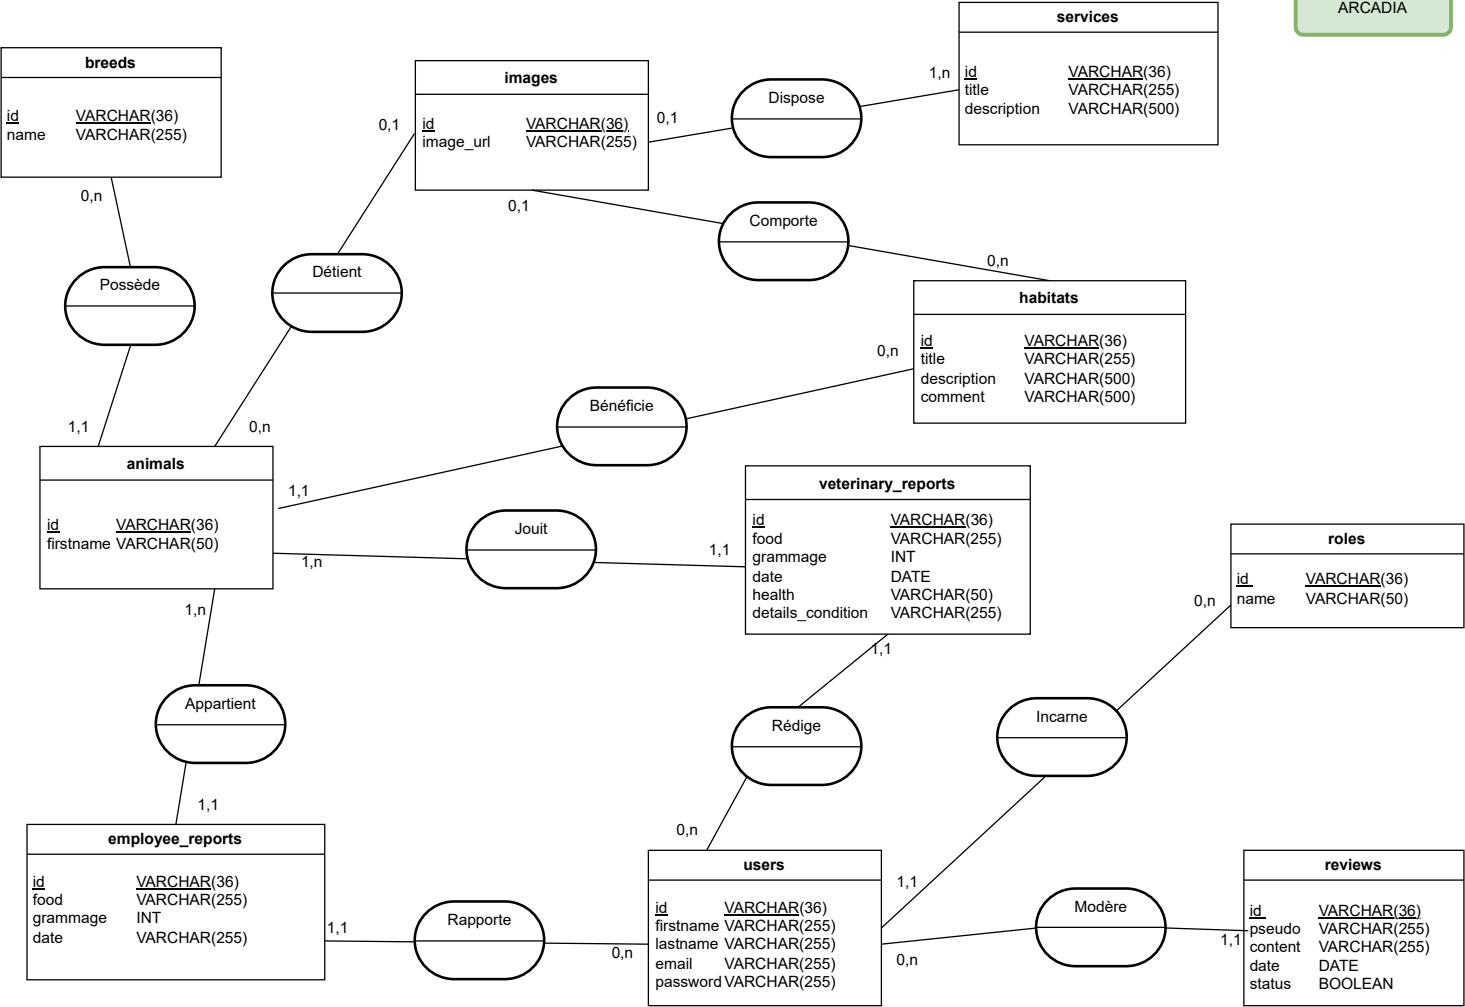 ARCADIA
services
id VARCHAR(36)
title VARCHAR(255)
description VARCHAR(500)
breeds
id VARCHAR(36)
name VARCHAR(255)
images
id VARCHAR(36)
image_url VARCHAR(255)
Dispose
1,n
0,1
0,1
0,n
0,1
Comporte
0,n
Possède
Détient
habitats
id VARCHAR(36)
title VARCHAR(255)
description VARCHAR(500)
comment VARCHAR(500)
0,n
Bénéficie
1,1
0,n
animals
id VARCHAR(36)
firstname VARCHAR(50)
1,1
veterinary_reports
id VARCHAR(36)
food VARCHAR(255)
grammage INT
date DATE
health VARCHAR(50)
details_condition VARCHAR(255)
Jouit
1,n
1,1
roles
id VARCHAR(36)
name VARCHAR(50)
0,n
1,n
1,1
Appartient
Rédige
Incarne
1,1
0,n
employee_reports
id VARCHAR(36)
food VARCHAR(255)
grammage INT
date VARCHAR(255)
Rapporte
1,1
0,n
users
id VARCHAR(36)
firstname VARCHAR(255)
lastname VARCHAR(255)
email VARCHAR(255)
password VARCHAR(255)
1,1
0,n
Modère
1,1
reviews
id VARCHAR(36)
pseudo VARCHAR(255)
content VARCHAR(255)
date DATE
status BOOLEAN